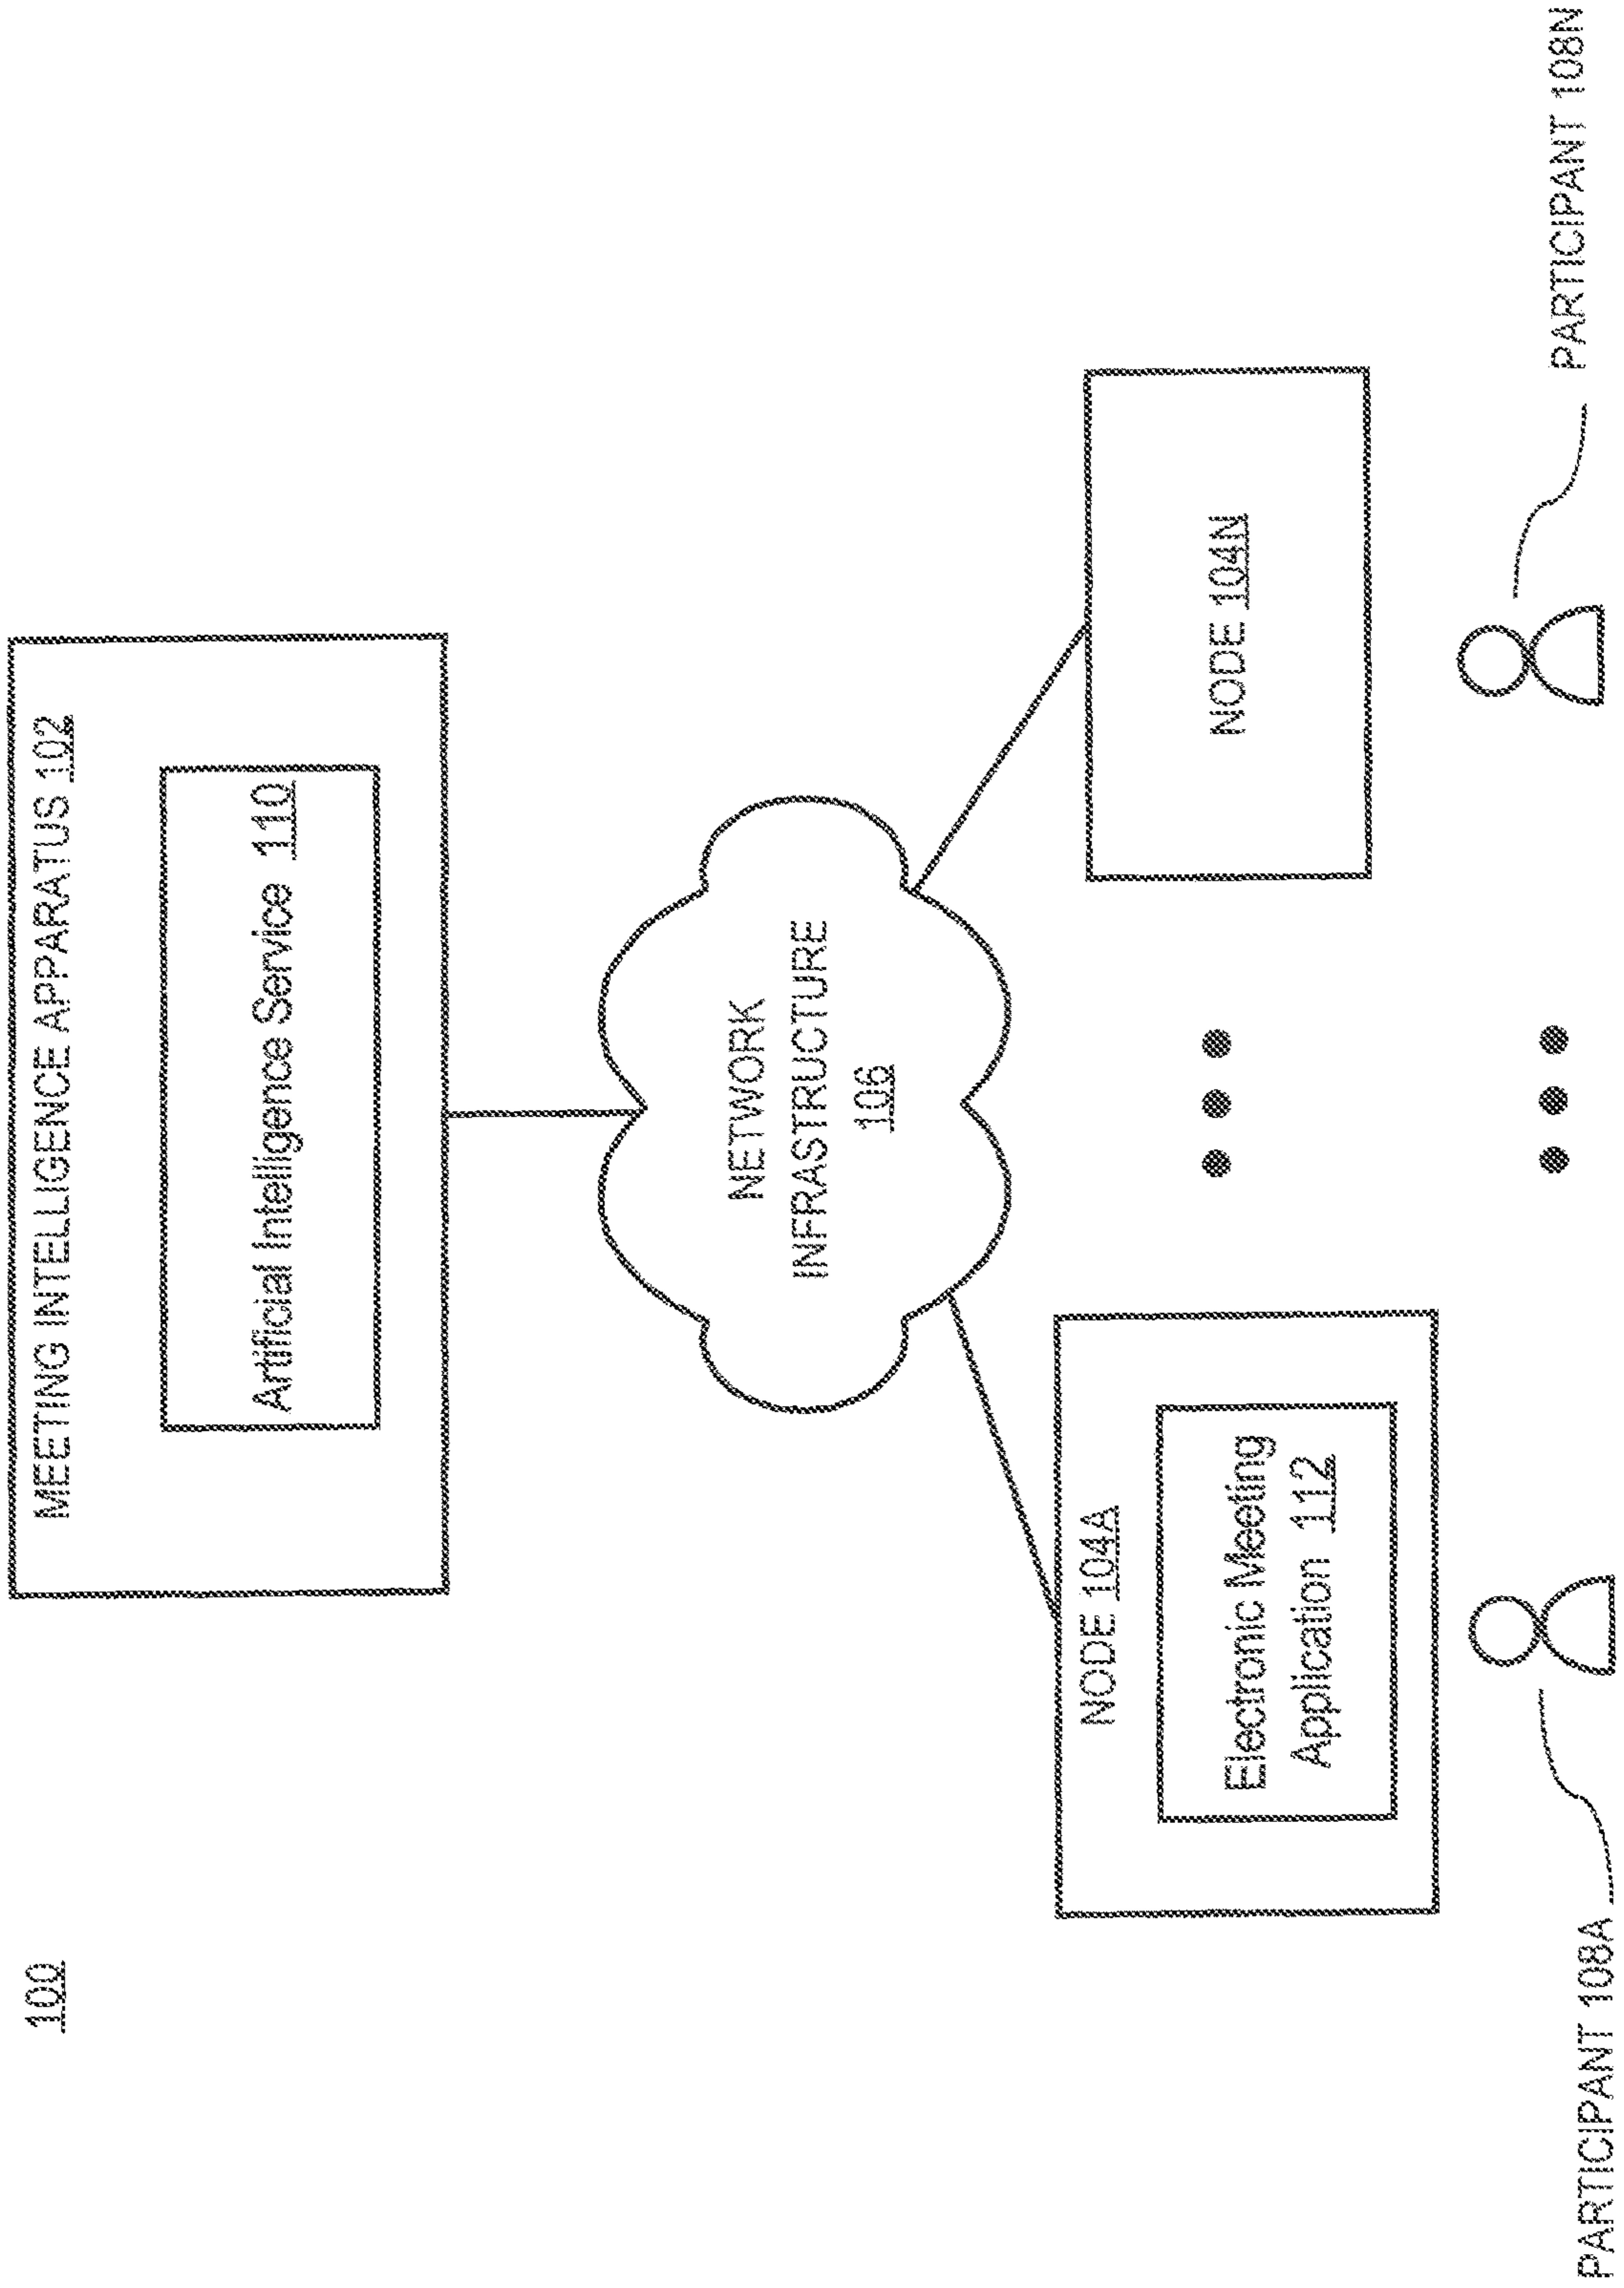 100
MEETING INTELLIGENCE APPARATUS 102
Artificial Intelligence Service 110
NETWORK
INFRASTRUCTURE
106
NODE 104A
Electronic Meeting
Application 112
NODE 104N
PARTICIPANT 108A
PARTICIPANT 108N